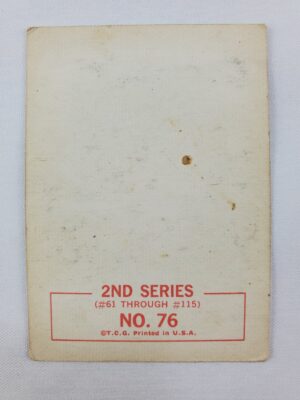 2ND SERIES
(#61 THROUGH #115)
NO. 76
©T.C.G. Printed in U.S.A.